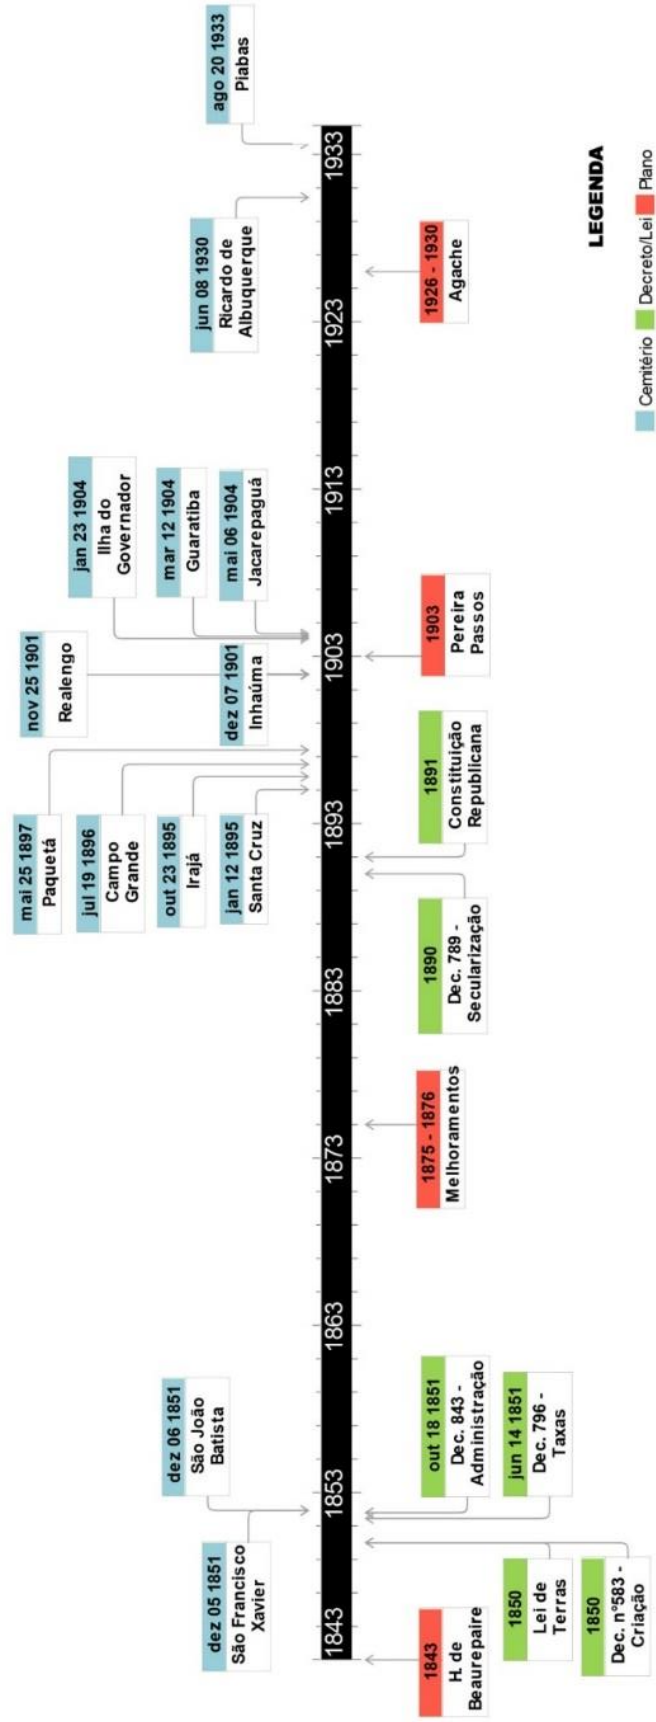 dez 05 1851
São Francisco
Xavier
dez 06 1851
São João
Batista
mai 25 1897
Paquetá
jul 19 1896
Campo
Grande
out 23 1895
Irajá
jan 12 1895
Santa Cruz
nov 25 1901
Realengo
dez 07 1901
Inhaúma
jan 23 1904
Ilha do
Governador
mar 12 1904
Guaratiba
mai 06 1904
Jacarepaguá
jun 08 1930
Ricardo de
Albuquerque
ago 20 1933
Piabas
1843
1853
1863
1873
1883
1893
1903
1913
1923
1933
1843
H. de
Beaurepaire
1850
Lei de
Terras
1850
Dec. n°583 -
Criação
out 18 1851
Dec. 843 -
Administração
jun 14 1851
Dec. 796 -
Taxas
1875 - 1876
Melhoramentos
1890
Dec. 789 -
Secularização
1891
Constituição
Republicana
1903
Pereira
Passos
1926 - 1930
Agache
LEGENDA
Cemitério Decreto/Lei Plano